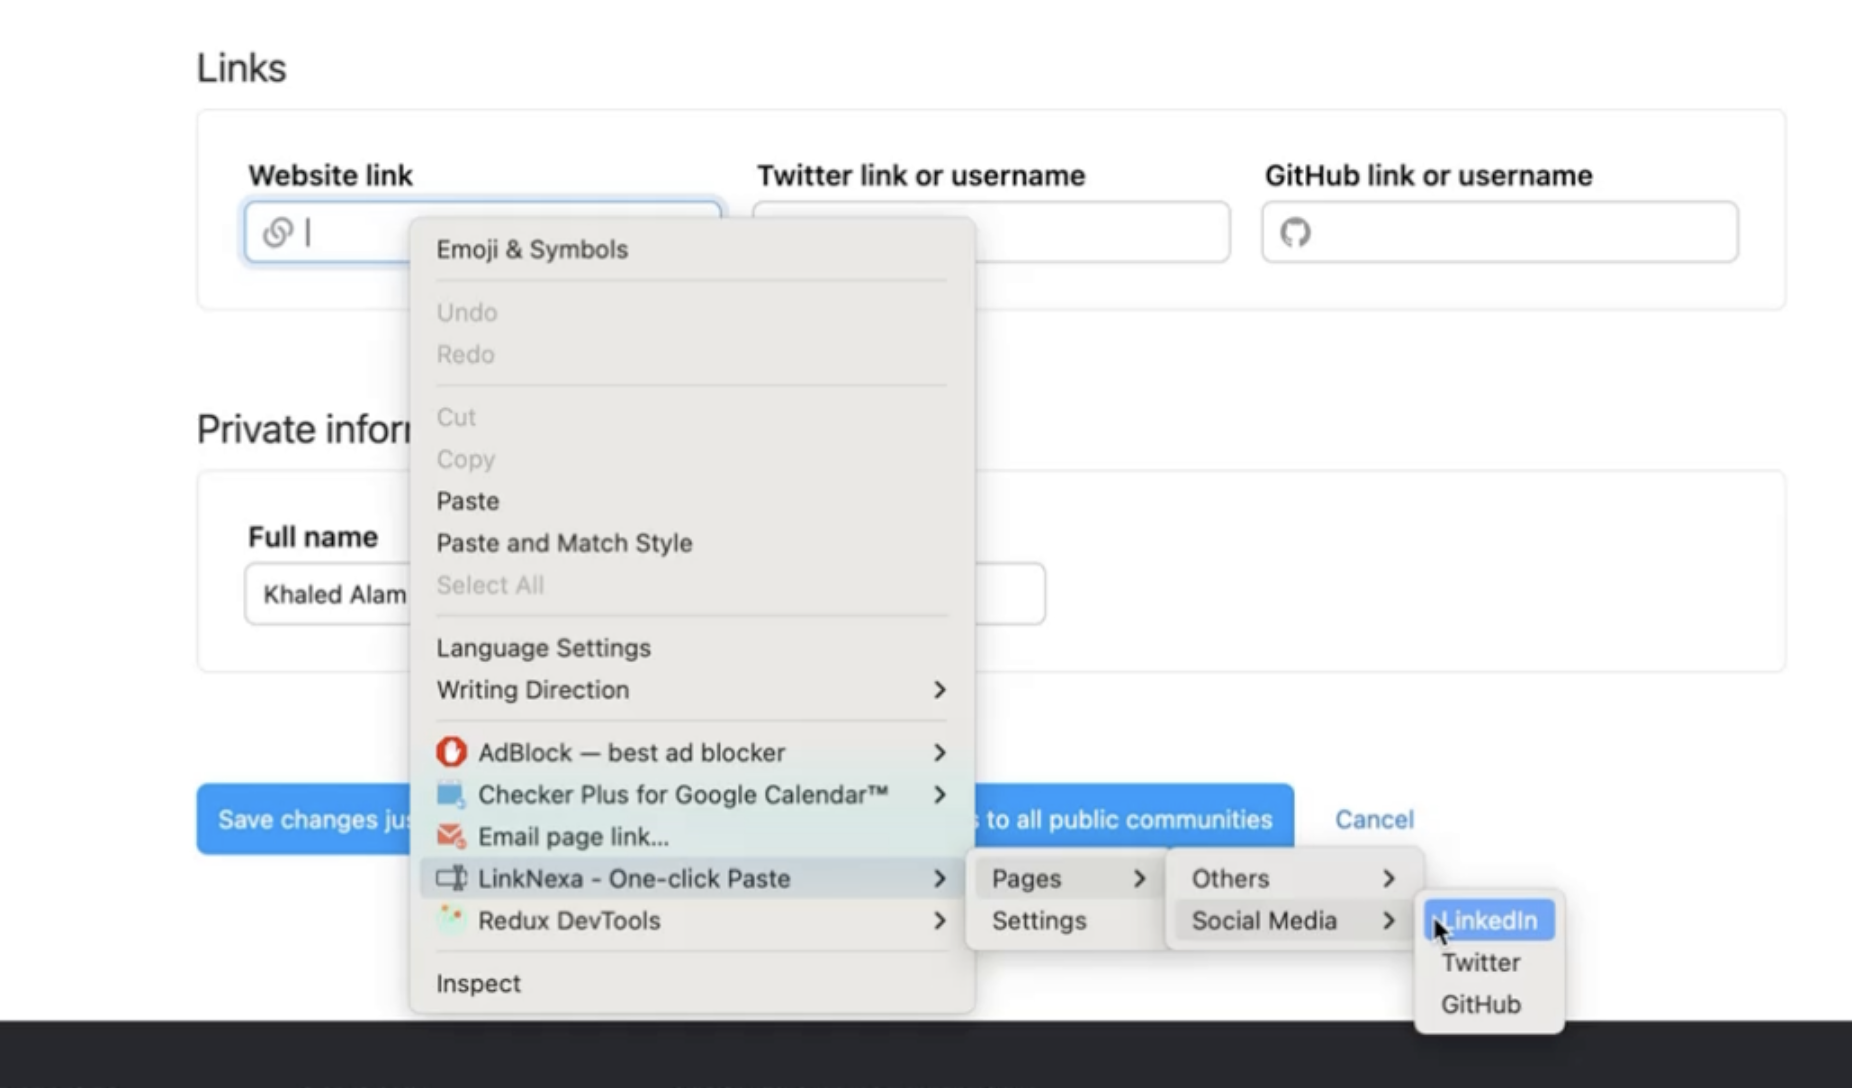 Links
Website link
Twitter link or username
GitHub link or username
Emoji & Symbols
Undo
Redo
Cut
Copy
Paste
Paste and Match Style
Select All
Language Settings
Writing Direction
AdBlock — best ad blocker
Checker Plus for Google Calendar™
Email page link...
LinkNexa - One-click Paste
Redux DevTools
Inspect
Pages
Settings
Others
Social Media
LinkedIn
Twitter
GitHub
Private infor
Full name
Khaled Alam
Save changes jus
s to all public communities
Cancel